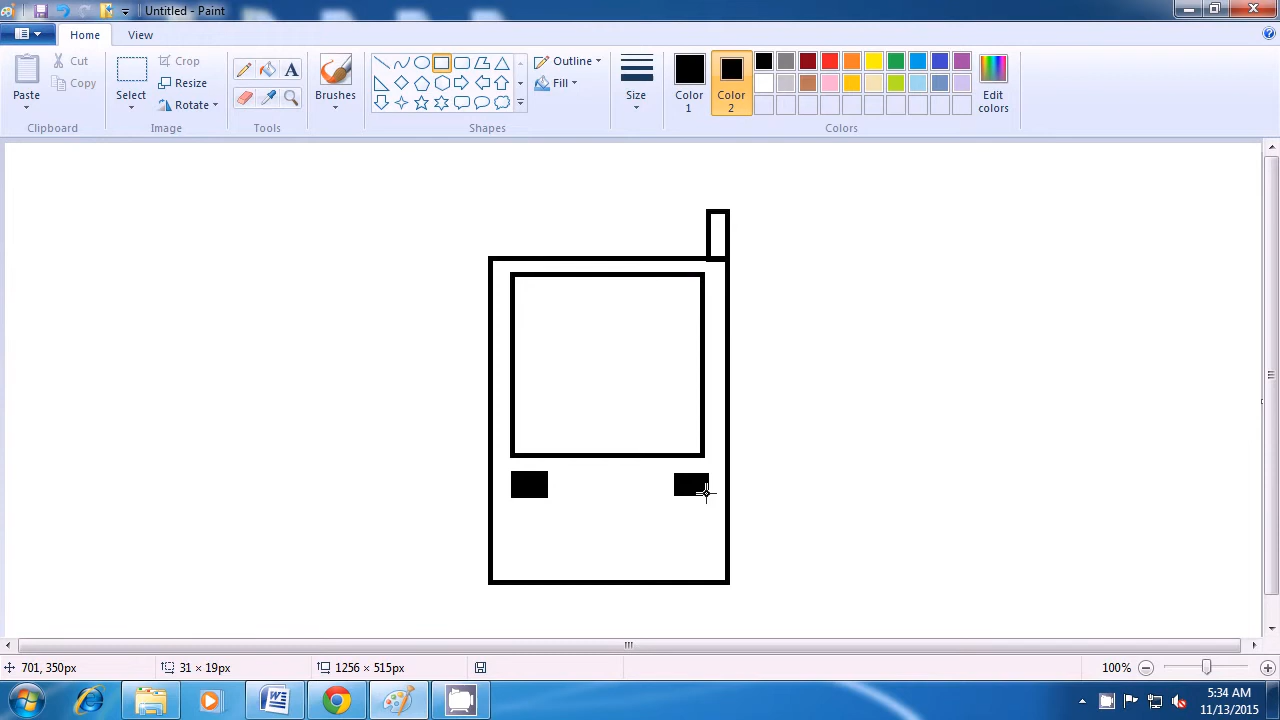 Untitled - Paint
Home View
Paste
Cut
Copy
Clipboard
Select
Crop
Resize
Rotate
Image
A
Tools
Brushes
Outline
Fill
Shapes
Size
Color 1
Color 2
Edit colors
Colors
701, 350px 31 × 19px 1256 × 515px 100%
5:34 AM
11/13/2015